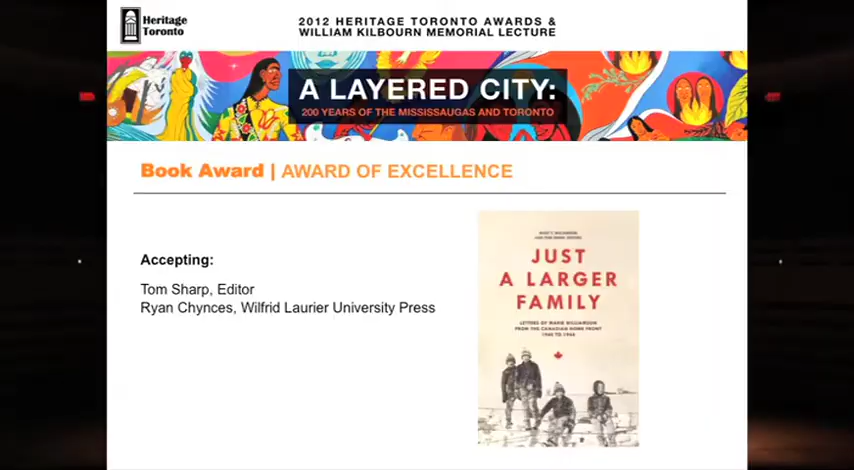 Heritage
Toronto
2012 HERITAGE TORONTO AWARDS &
WILLIAM KILBOURN MEMORIAL LECTURE
A LAYERED CITY:
200 YEARS OF THE MISSISSAUGAS AND TORONTO
Book Award | AWARD OF EXCELLENCE
Accepting:
Tom Sharp, Editor
Ryan Chynces, Wilfrid Laurier University Press
JUST
A LARGER
FAMILY
LETTERS OF MARIE WILLIAMSON
FROM THE CANADIAN HOME FRONT
1940 TO 1944